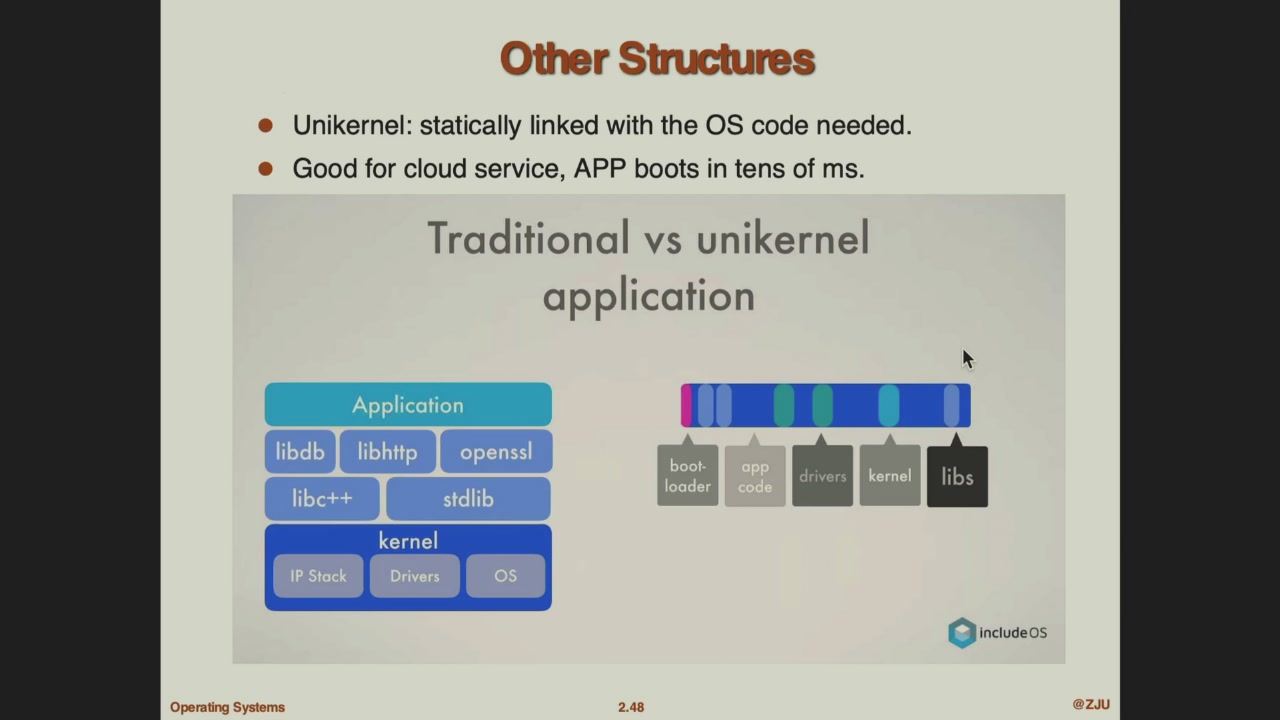 Other Structures
Unikernel: statically linked with the OS code needed.
Good for cloud service, APP boots in tens of ms.
Traditional vs unikernel
application
Application
libdb libhttp openssl
libc++ stdlib
kernel
IP Stack Drivers OS
boot-
loader
app
code
drivers
kernel
libs
includeOS
Operating Systems
2.48
@ZJU